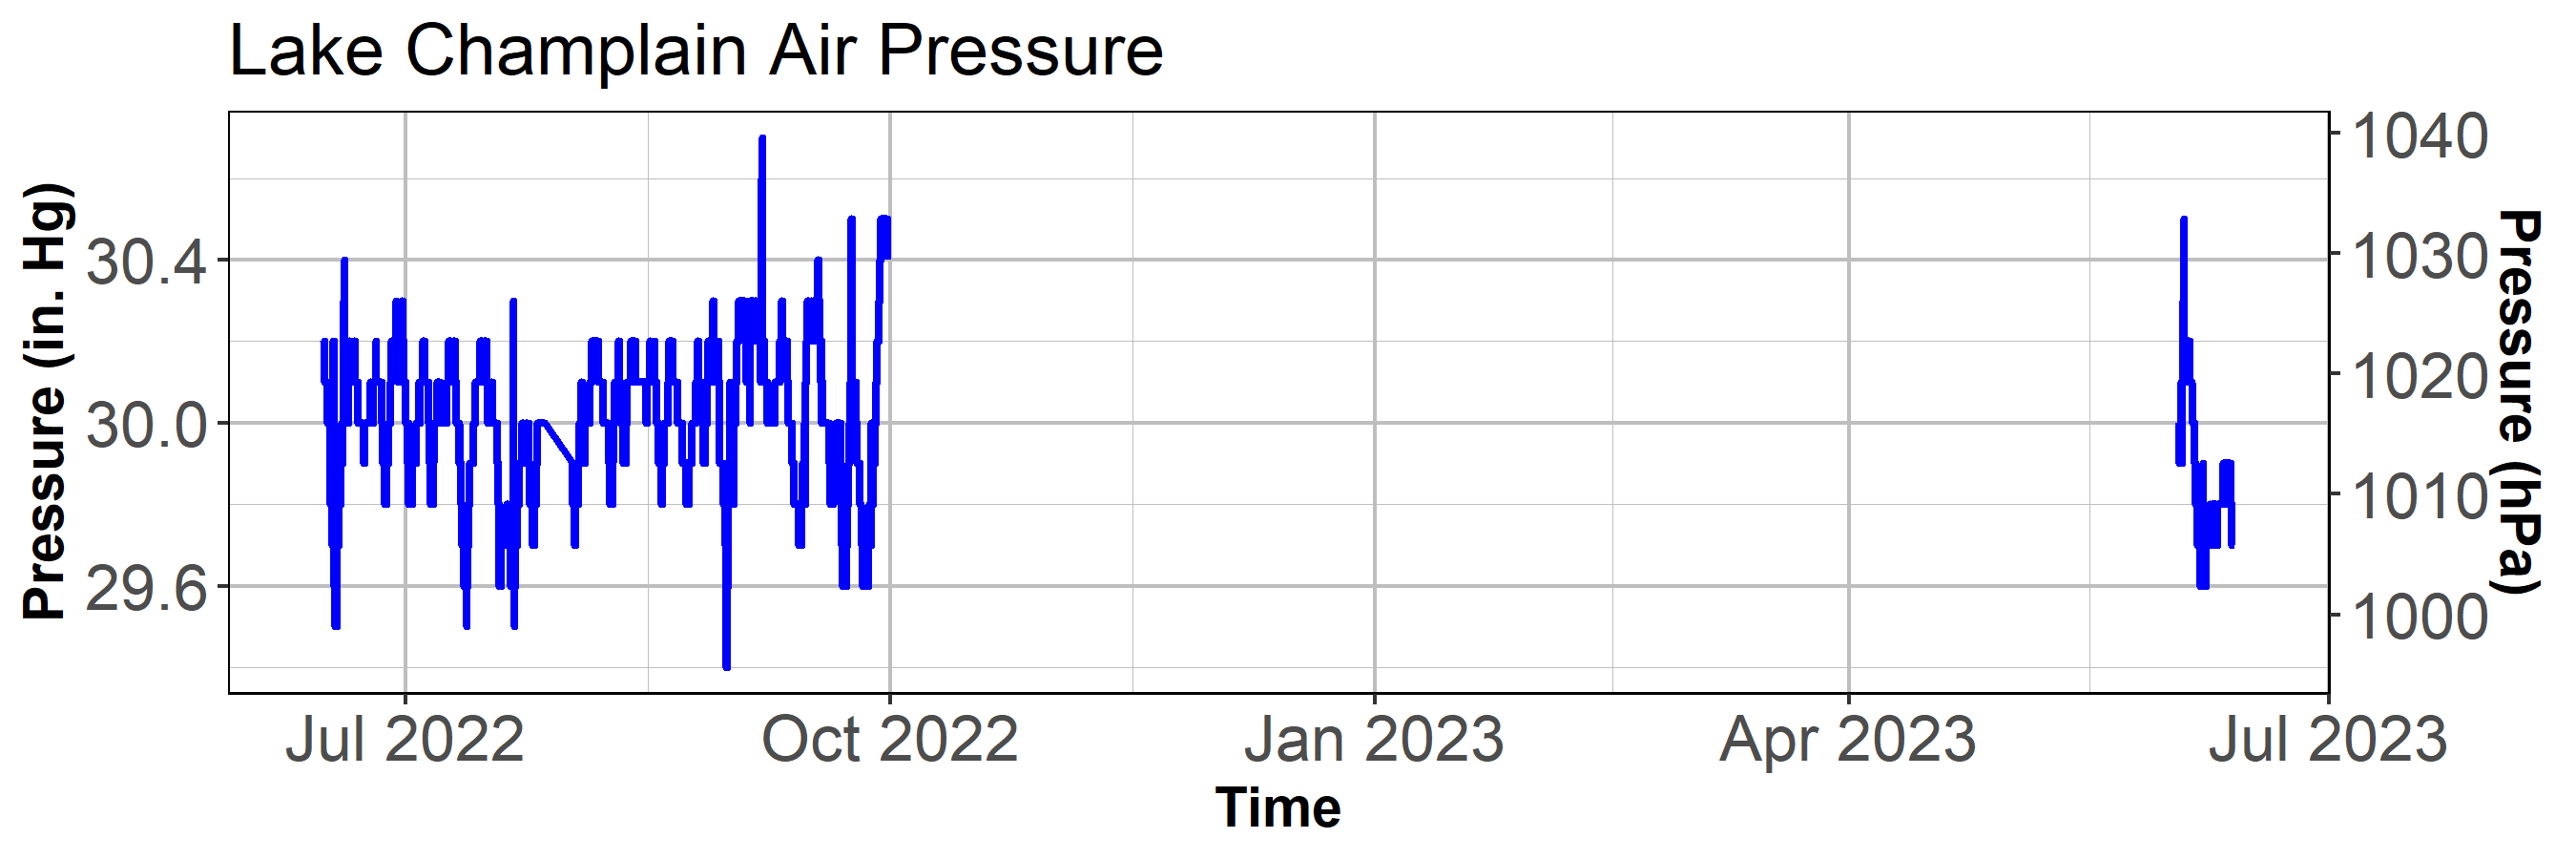 Lake Champlain Air Pressure
Pressure (in. Hg)
30.4
30.0
29.6
1040
1030
1020
1010
1000
Pressure (hPa)
Jul 2022 Oct 2022 Jan 2023 Apr 2023 Jul 2023
Time